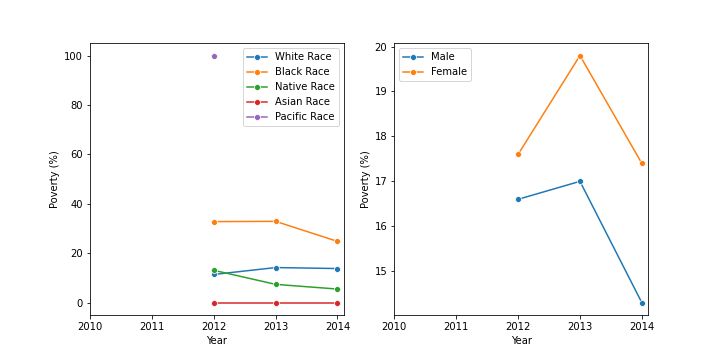 100
80
60
40
20
0
Poverty (%)
2010 2011 2012 2013 2014
Year
White Race
Black Race
Native Race
Asian Race
Pacific Race
20
19
18
17
16
15
Poverty (%)
2010 2011 2012 2013 2014
Year
Male
Female